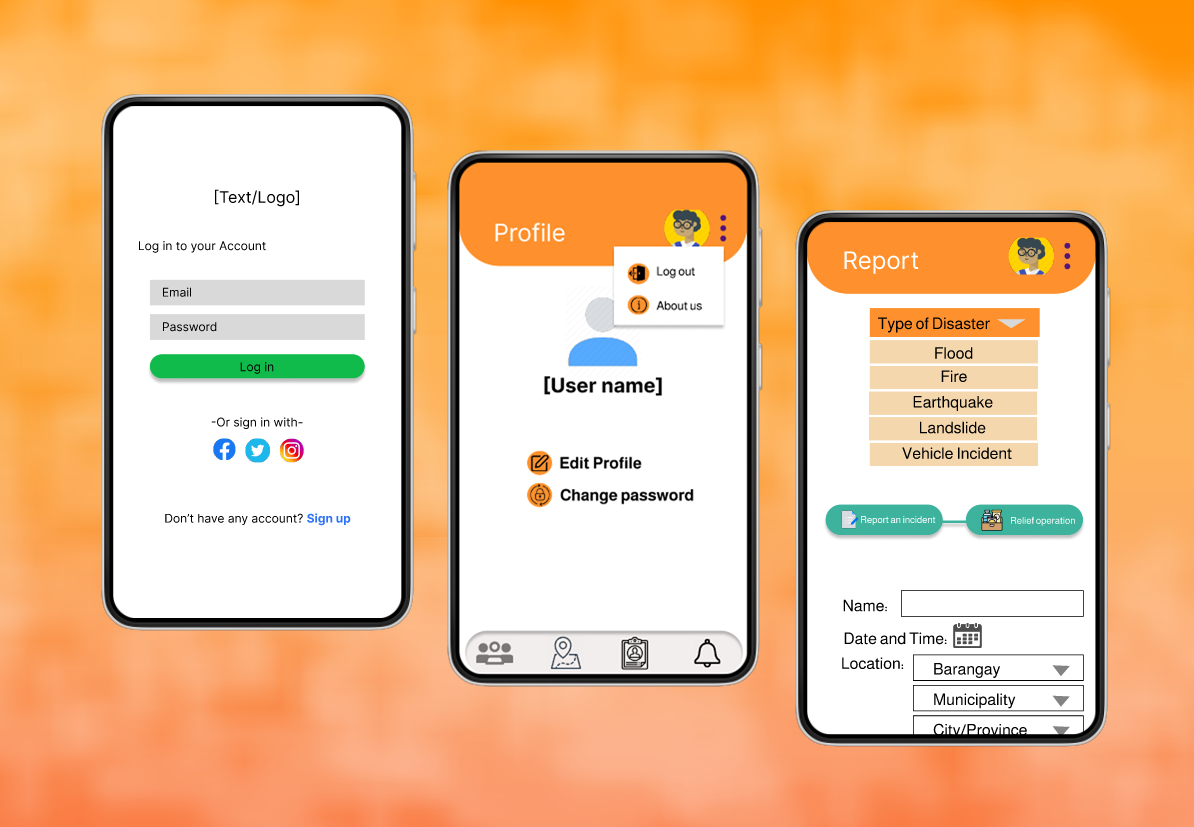 [Text/Logo]
Log in to your Account
Email
Password
Log in
-Or sign in with-
Don't have any account? Sign up
Profile
Log out
About us
[User name]
Edit Profile
Change password
Report
Type of Disaster
Flood
Fire
Earthquake
Landslide
Vehicle Incident
Report an incident
Relief operation
Name:
Date and Time:
Location:
Barangay
Municipality
City/Province